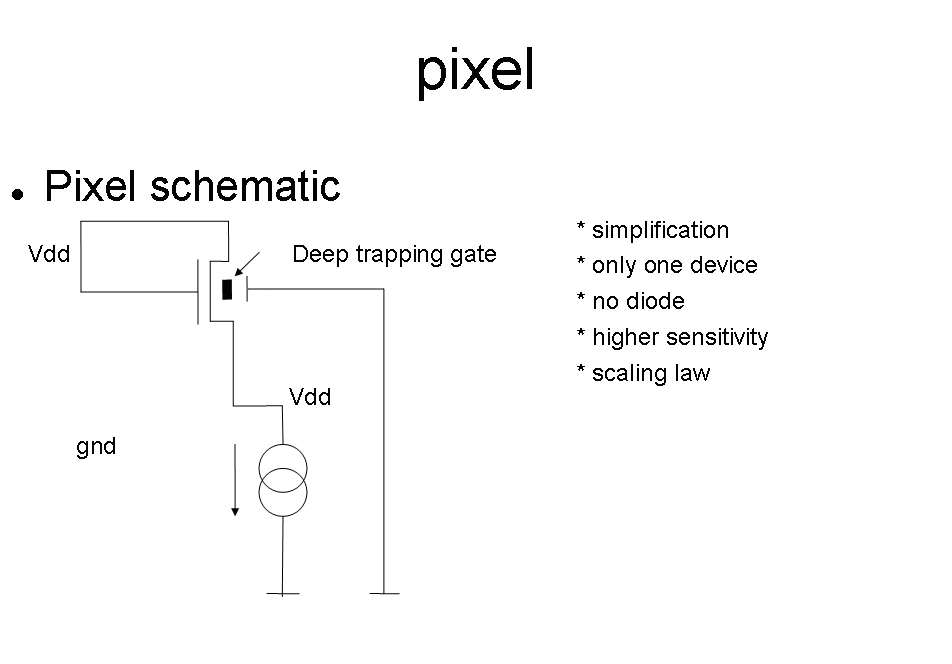 pixel
• Pixel schematic
Vdd
Deep trapping gate
Vdd
gnd
* simplification
* only one device
* no diode
* higher sensitivity
* scaling law